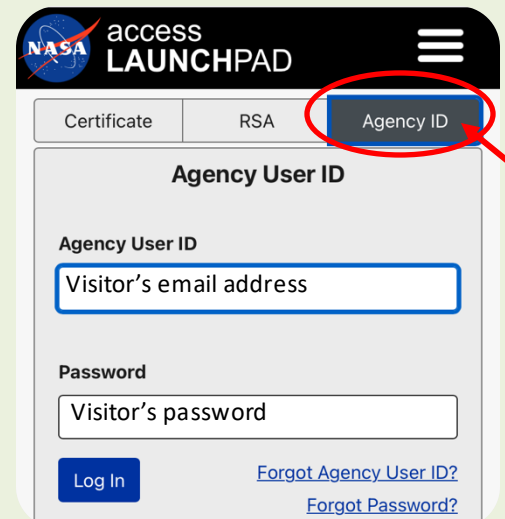 NASA
access
LAUNCHPAD
Certificate RSA Agency ID
Agency User ID
Agency User ID
Visitor's email address
Password
Visitor's password
Log In
Forgot Agency User ID?
Forgot Password?